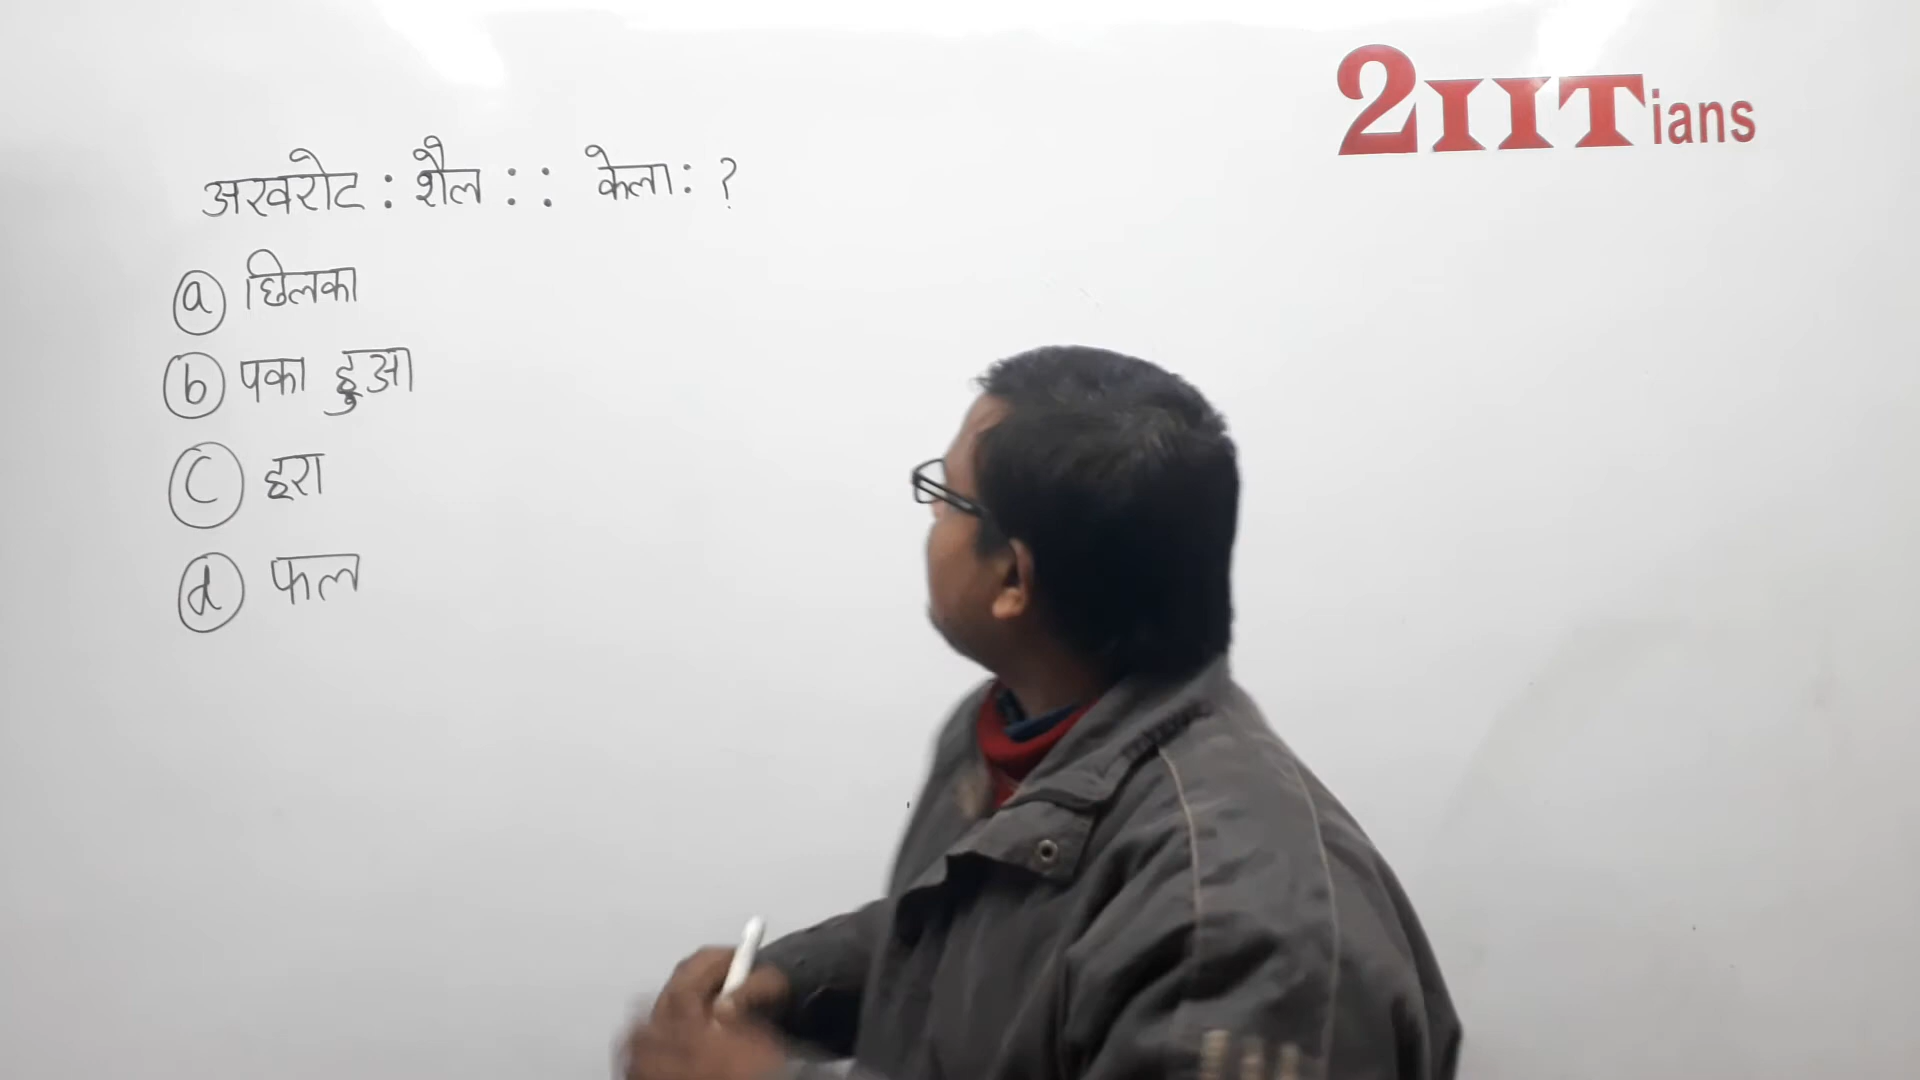 2IITians
अखरोट : शैल : : केला : ?
(a) छिलका
(b) पका हुआ
(c) हरा
(d) फल